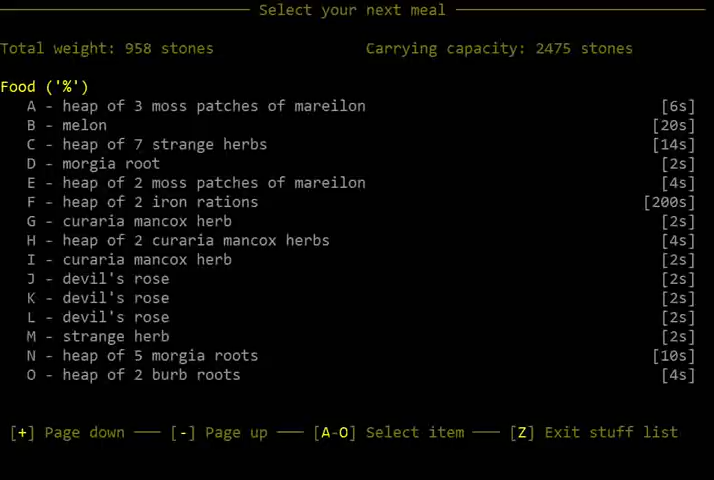 Select your next meal
Total weight: 958 stones Carrying capacity: 2475 stones
Food ('%')
A - heap of 3 moss patches of mareilon [6s]
B - melon [20s]
C - heap of 7 strange herbs [14s]
D - morgia root [2s]
E - heap of 2 moss patches of mareilon [4s]
F - heap of 2 iron rations [200s]
G - curaria mancox herb [2s]
H - heap of 2 curaria mancox herbs [4s]
I - curaria mancox herb [2s]
J - devil's rose [2s]
K - devil's rose [2s]
L - devil's rose [2s]
M - strange herb [2s]
N - heap of 5 morgia roots [10s]
O - heap of 2 burb roots [4s]
[+] Page down — [-] Page up — [A-O] Select item — [Z] Exit stuff list